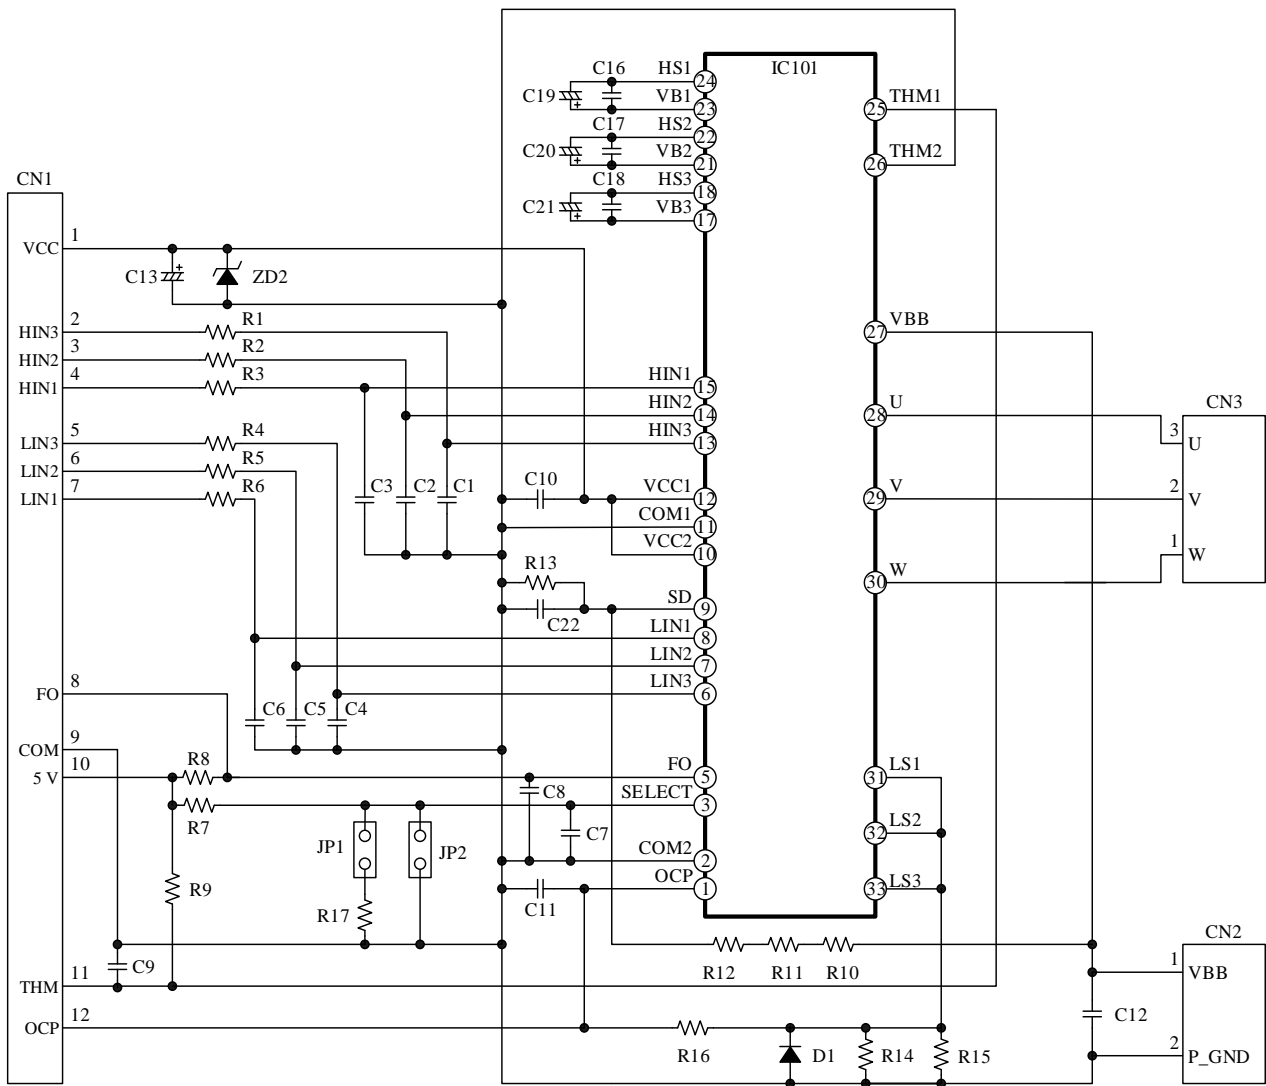 IC101
C16 HS1 24
C19 VB1 23
C17 HS2 22
C20 VB2 21
C18 HS3 18
C21 VB3 17
THM1 25
THM2 26
CN1
VCC 1
C13 + ZD2
HIN3 2 R1
HIN2 3 R2
HIN1 4 R3
LIN3 5 R4
LIN2 6 R5
LIN1 7 R6
HIN1 15
HIN2 14
HIN3 13
C3 C2 C1
C10 VCC1 12
COM1 11
VCC2 10
R13
SD 9
C22
LIN1 8
LIN2 7
LIN3 6
27 VBB
28 U
29 V
30 W
CN3
3 U
2 V
1 W
FO 8
C6 C5 C4
COM 9
5 V 10
R8
FO 5
C8
SELECT 3
R7
JP1 JP2
C7
COM2 2
OCP 1
C11
R9
R17
31 LS1
32 LS2
33 LS3
R12 R11 R10
CN2
1 VBB
C12
2 P_GND
C9
THM 11
OCP 12
R16 D1 R14 R15